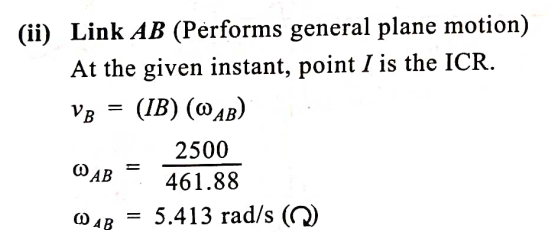 (ii) Link AB (Performs general plane motion)
At the given instant, point I is the ICR.
v_B = (IB) (ω_AB)
ω_AB = 2500 / 461.88
ω_AB = 5.413 rad/s (↻)